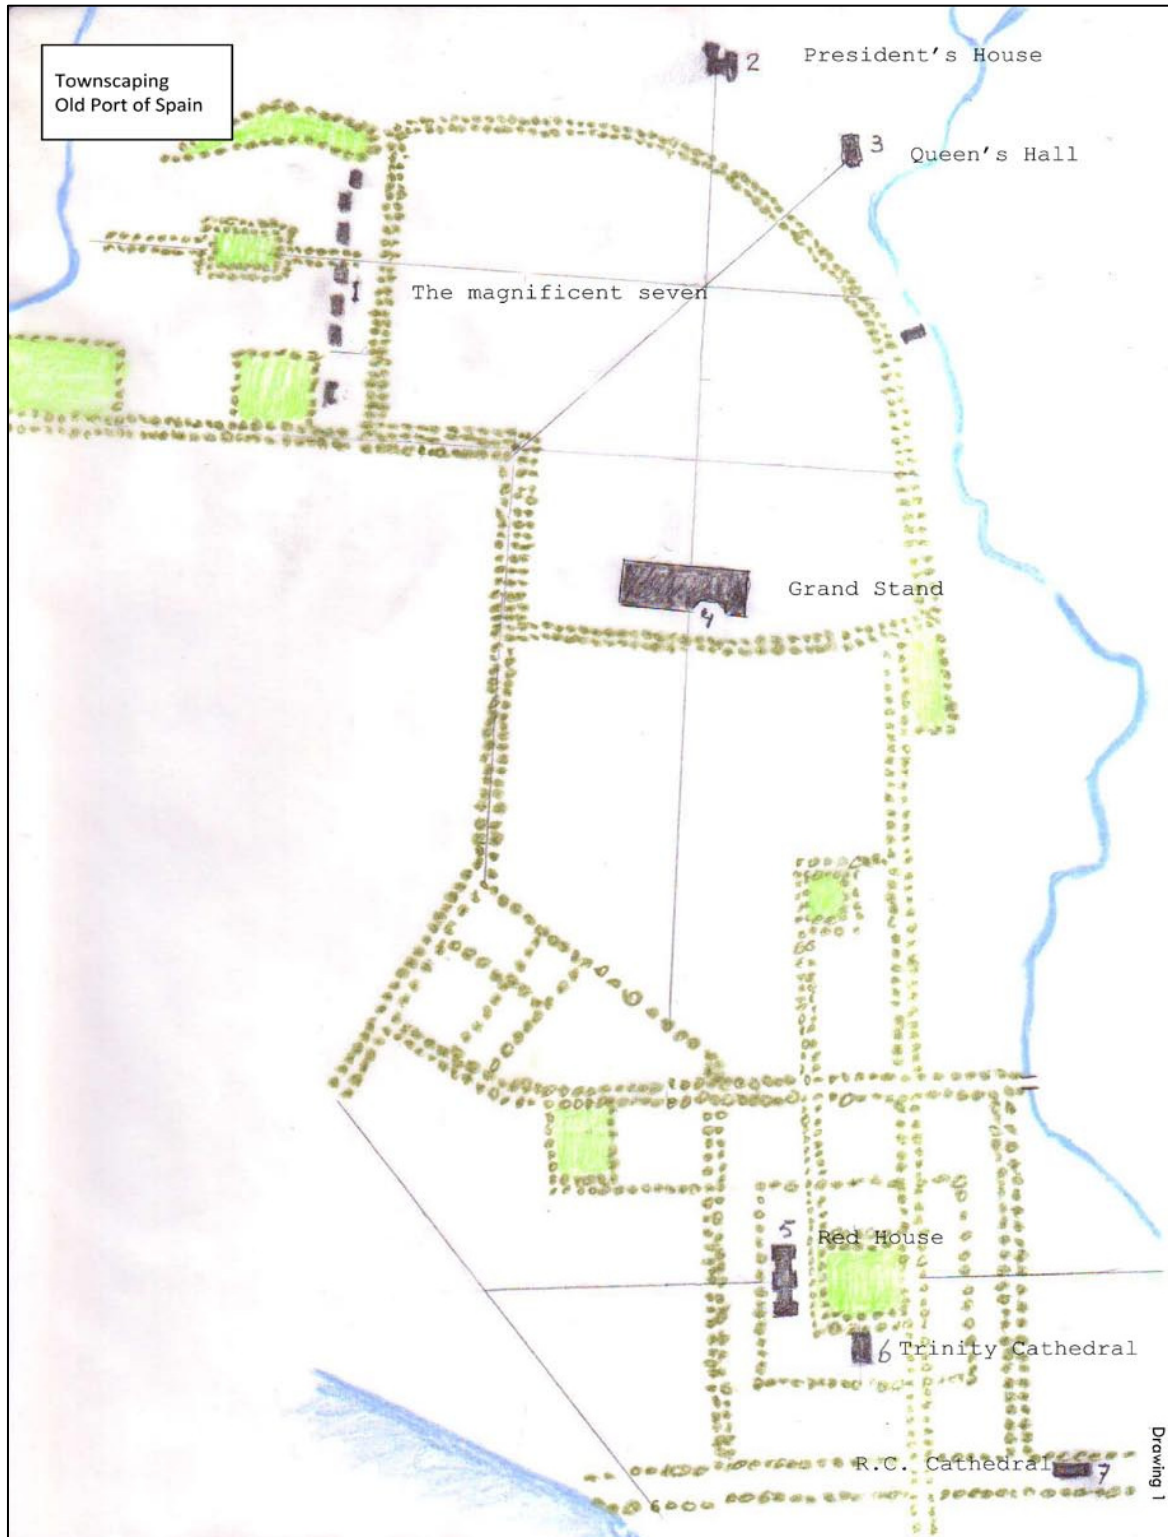 Townscaping
Old Port of Spain
2 President's House
3 Queen's Hall
1 The magnificent seven
Grand Stand
4
5
Red House
6 Trinity Cathedral
R.C. Cathedral 7
Drawing 1